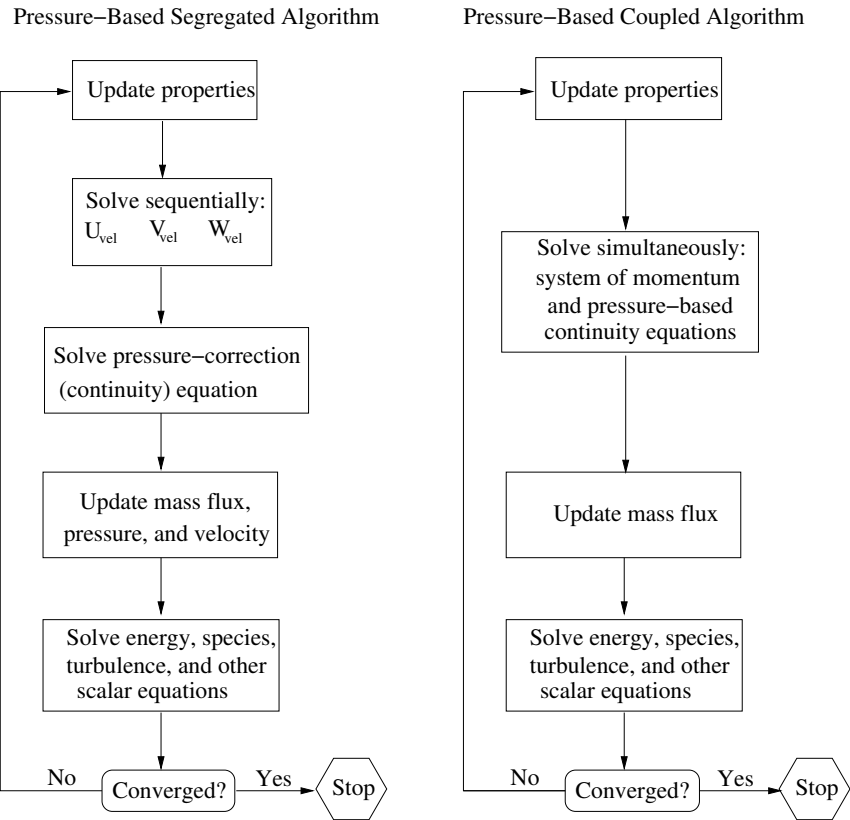 Pressure−Based Segregated Algorithm
Update properties
Solve sequentially:
U_vel V_vel W_vel
Solve pressure−correction
(continuity) equation
Update mass flux,
pressure, and velocity
Solve energy, species,
turbulence, and other
scalar equations
Converged?
No
Yes
Stop
Pressure−Based Coupled Algorithm
Update properties
Solve simultaneously:
system of momentum
and pressure−based
continuity equations
Update mass flux
Solve energy, species,
turbulence, and other
scalar equations
Converged?
No
Yes
Stop